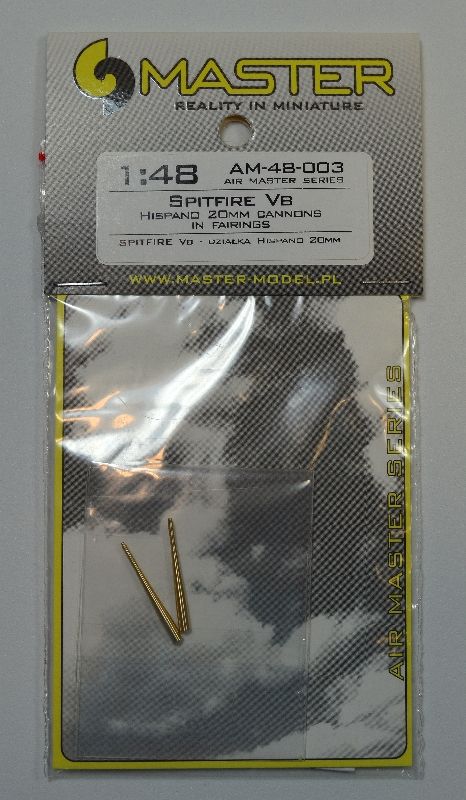 MASTER
REALITY IN MINIATURE
1:48
AM-48-003
AIR MASTER SERIES
SPITFIRE VB
HISPANO 20MM CANNONS
IN FAIRINGS
SPITFIRE VB - DZIAŁKA HISPANO 20MM
WWW.MASTER-MODEL.PL
AIR MASTER SERIES